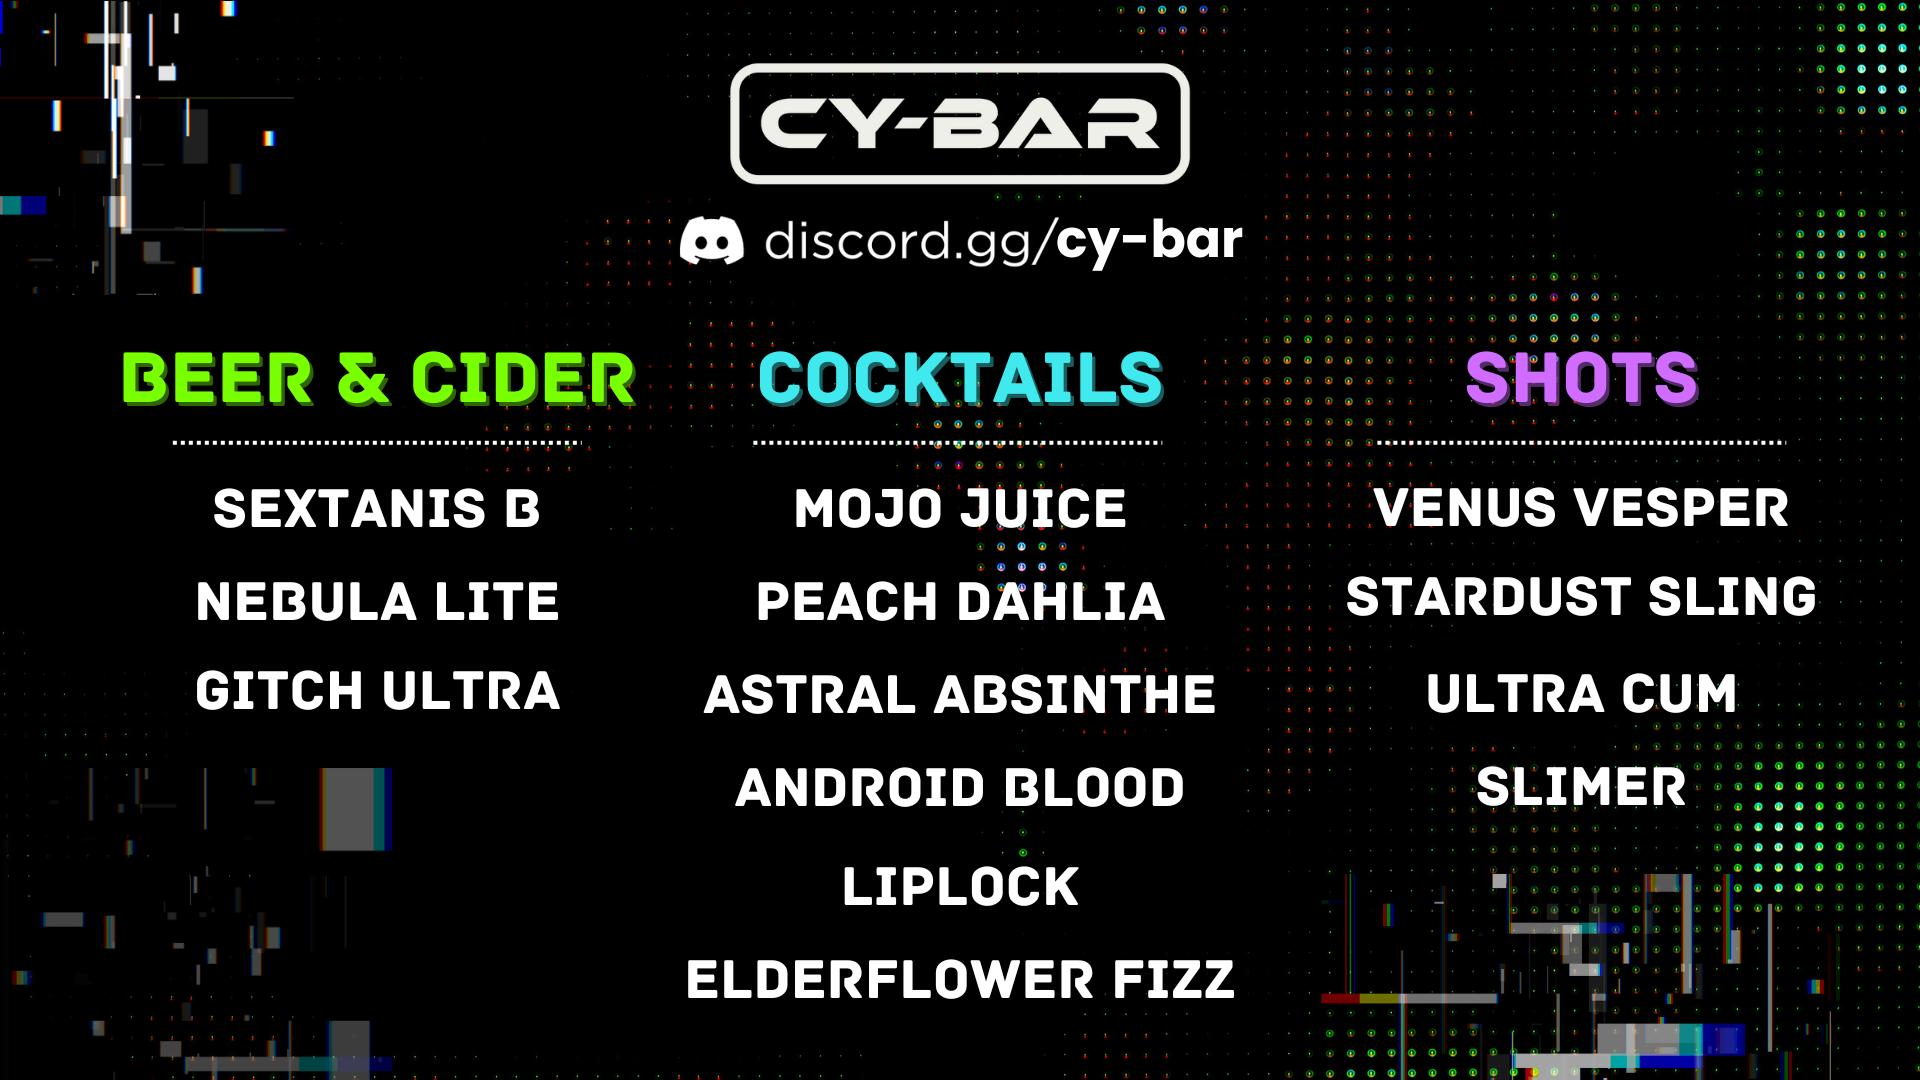 CY-BAR
discord.gg/cy-bar
BEER & CIDER
SEXTANIS B
NEBULA LITE
GITCH ULTRA
COCKTAILS
MOJO JUICE
PEACH DAHLIA
ASTRAL ABSINTHE
ANDROID BLOOD
LIPLOCK
ELDERFLOWER FIZZ
SHOTS
VENUS VESPER
STARDUST SLING
ULTRA CUM
SLIMER